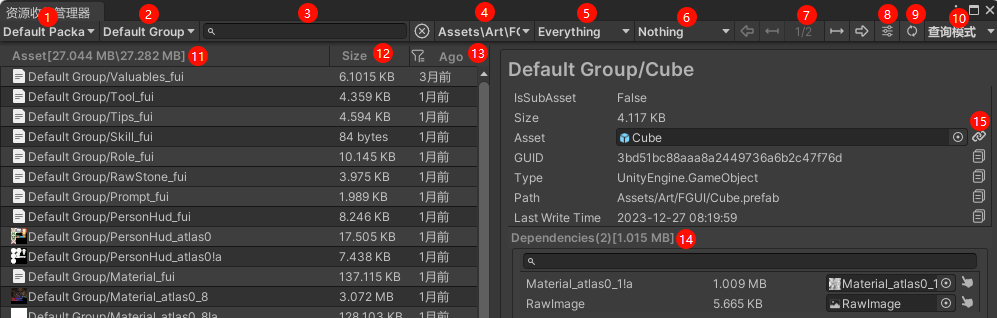 资源收 管理器
1 2 3 4 5 6 7 8 9 10
Default Packa Default Group Assets\Art\F Everything Nothing 1/2 查询模式
Asset[27.044 MB\27.282 MB] 11 Size 12 Ago 13
Default Group/Valuables_fui 6.1015 KB 3月前
Default Group/Tool_fui 4.359 KB 1月前
Default Group/Tips_fui 4.594 KB 1月前
Default Group/Skill_fui 84 bytes 1月前
Default Group/Role_fui 10.145 KB 1月前
Default Group/RawStone_fui 3.975 KB 1月前
Default Group/Prompt_fui 1.989 KB 1月前
Default Group/PersonHud_fui 8.246 KB 1月前
Default Group/PersonHud_atlas0 17.505 KB 1月前
Default Group/PersonHud_atlas0!a 7.438 KB 1月前
Default Group/Material_fui 137.115 KB 1月前
Default Group/Material_atlas0_8 3.072 MB 1月前
Default Group/Material_atlas0_8!a 128.103 KB 1月前
Default Group/Cube
IsSubAsset False
Size 4.117 KB
15
Asset Cube
GUID 3bd51bc88aaa8a2449736a6b2c47f76d
Type UnityEngine.GameObject
Path Assets/Art/FGUI/Cube.prefab
Last Write Time 2023-12-27 08:19:59
Dependencies(2)[1.015 MB] 14
Material_atlas0_1!a 1.009 MB Material_atlas0_1
RawImage 5.665 KB RawImage